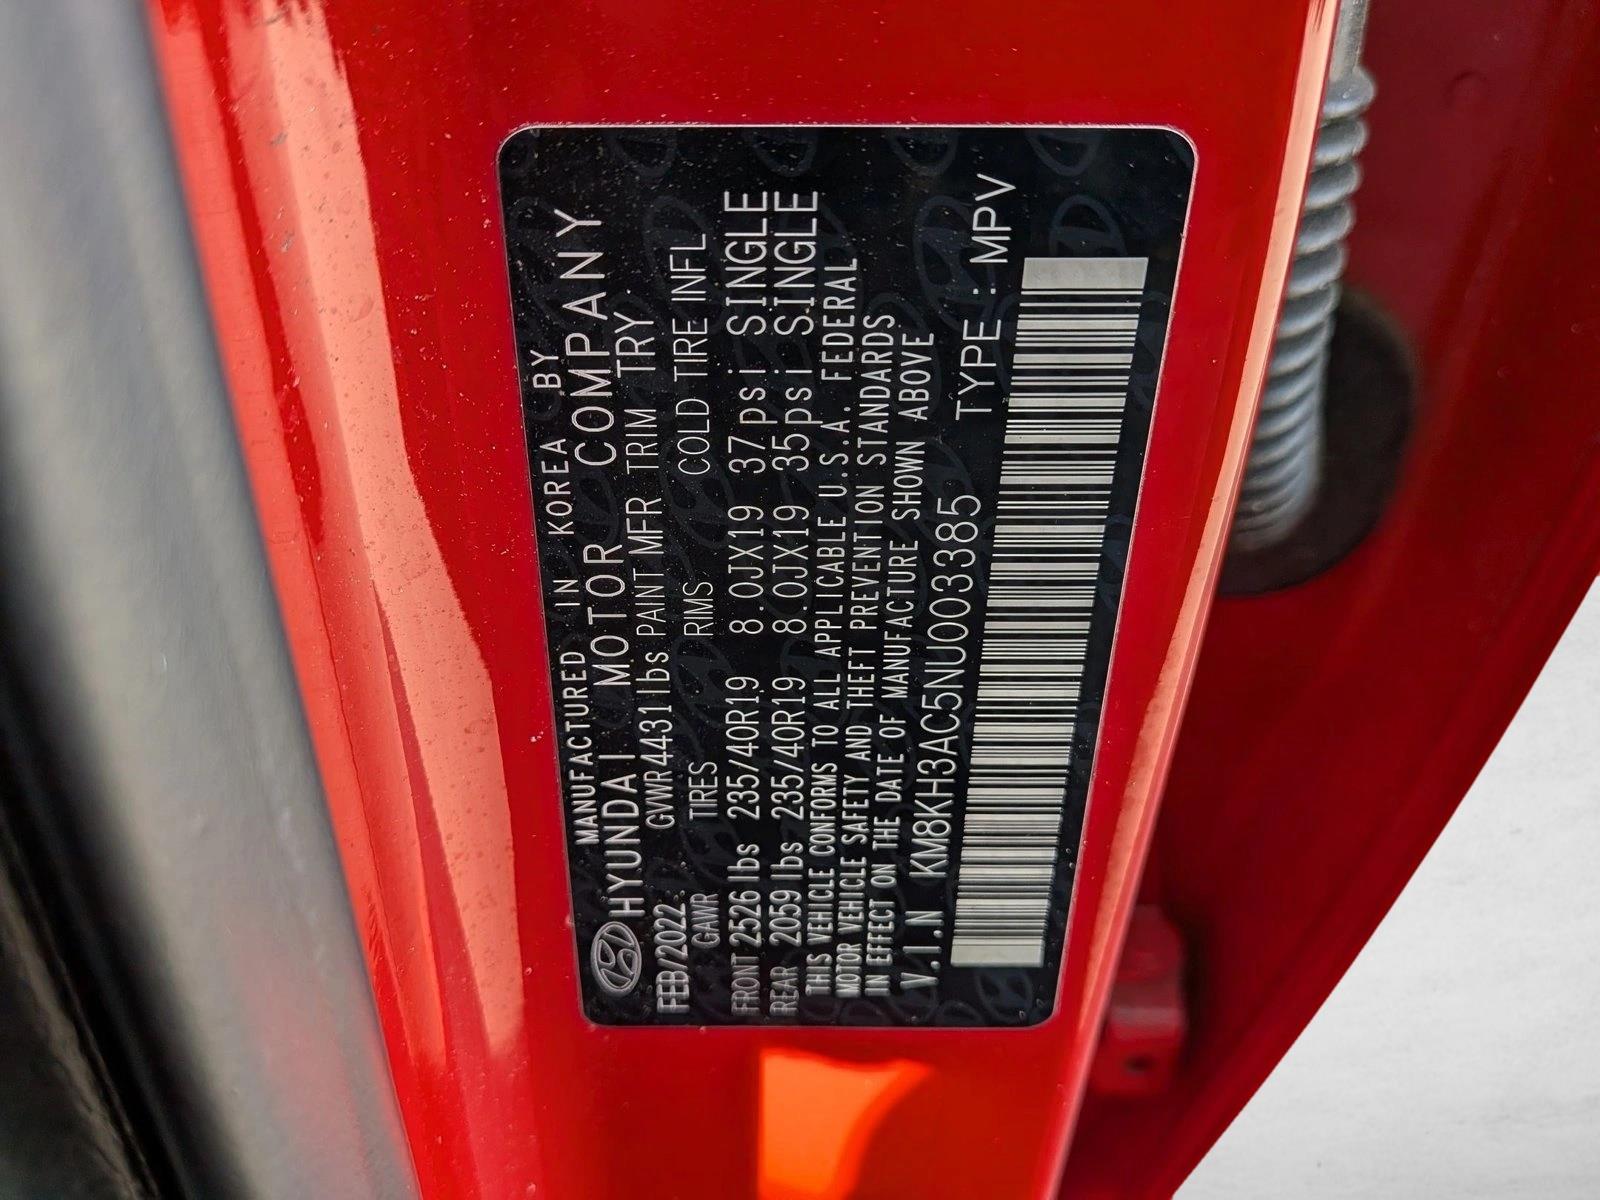 MANUFACTURED IN KOREA BY
HYUNDAI MOTOR COMPANY
FEB/2022 GVWR 4431lbs PAINT MFR TRIM TRY.
GAWR TIRES RIMS COLD TIRE INFL
FRONT 2526 lbs 235/40R19 8.0JX19 37psi SINGLE
REAR 2059 lbs 235/40R19 8.0JX19 35psi SINGLE
THIS VEHICLE CONFORMS TO ALL APPLICABLE U.S.A. FEDERAL
MOTOR VEHICLE SAFETY AND THEFT PREVENTION STANDARDS
IN EFFECT ON THE DATE OF MANUFACTURE SHOWN ABOVE
V.I.N KM8KH3AC5NU003385 TYPE : MPV